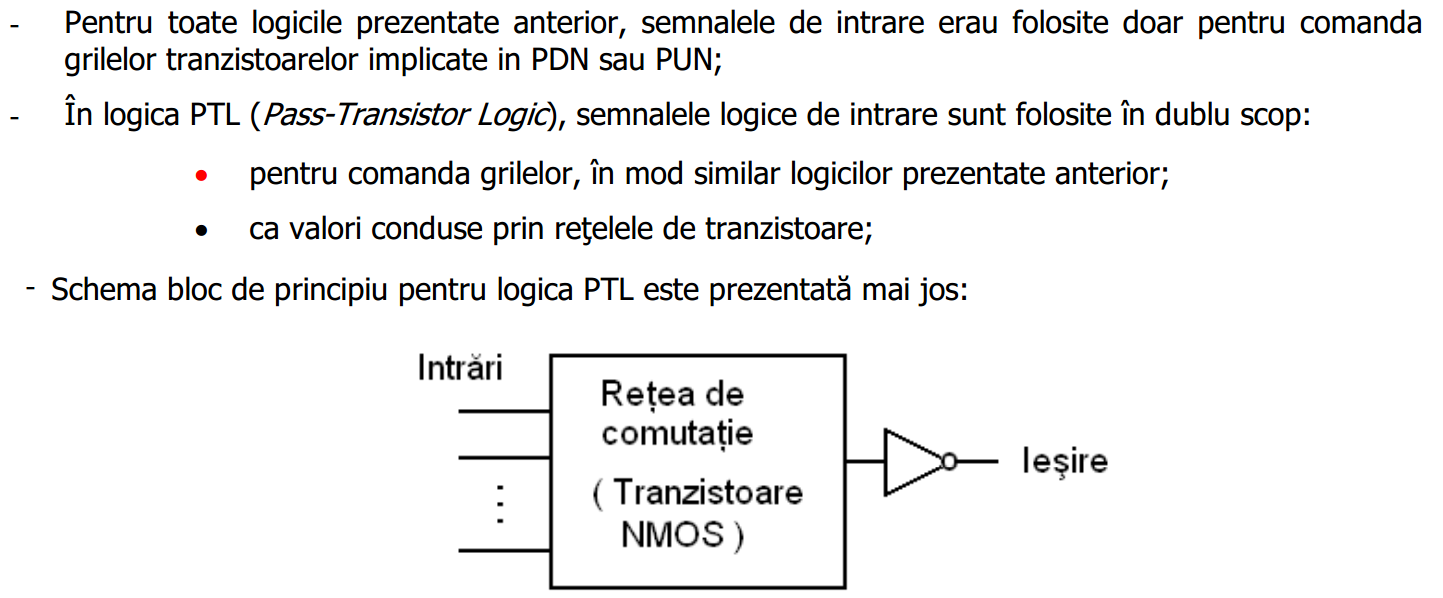 - Pentru toate logicile prezentate anterior, semnalele de intrare erau folosite doar pentru comanda
grilelor tranzistoarelor implicate in PDN sau PUN;
- În logica PTL (Pass-Transistor Logic), semnalele logice de intrare sunt folosite în dublu scop:
• pentru comanda grilelor, în mod similar logicilor prezentate anterior;
• ca valori conduse prin reţelele de tranzistoare;
- Schema bloc de principiu pentru logica PTL este prezentată mai jos:
Intrări
Rețea de
comutație
( Tranzistoare
NMOS )
Ieşire